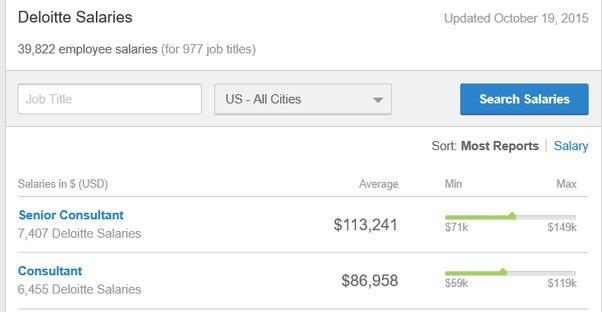 Deloitte Salaries
Updated October 19, 2015
39,822 employee salaries (for 977 job titles)
Job Title
US - All Cities
Search Salaries
Sort: Most Reports | Salary
Salaries in $ (USD)
Average
Min
Max
Senior Consultant
7,407 Deloitte Salaries
$113,241
$71k
$149k
Consultant
6,455 Deloitte Salaries
$86,958
$59k
$119k